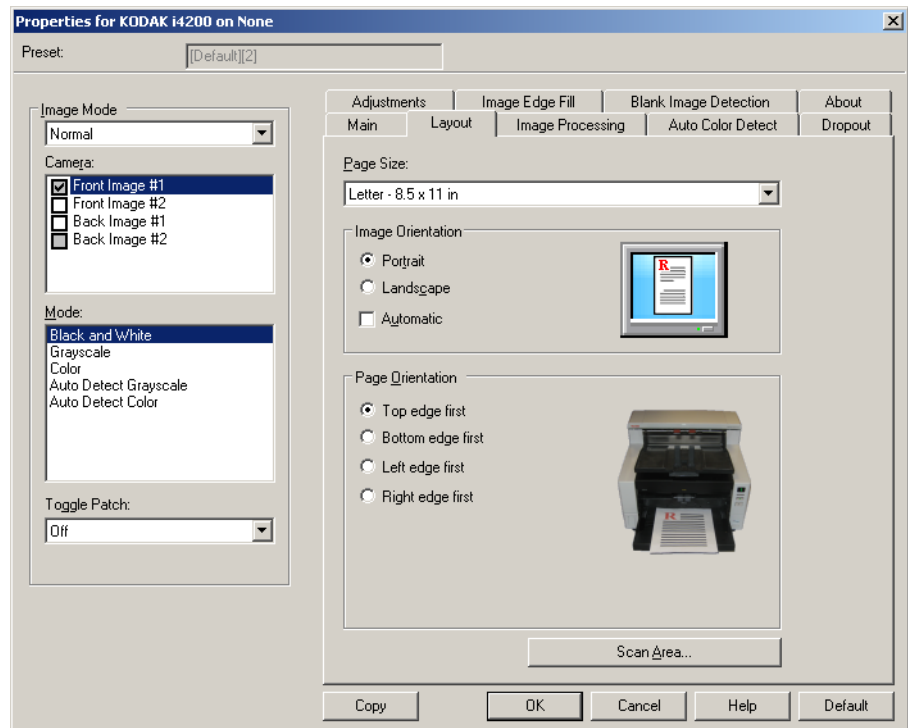 Properties for KODAK i4200 on None
Preset:
[Default][2]
Image Mode
Normal
Camera:
Front Image #1
Front Image #2
Back Image #1
Back Image #2
Mode:
Black and White
Grayscale
Color
Auto Detect Grayscale
Auto Detect Color
Toggle Patch:
Off
Adjustments
Image Edge Fill
Blank Image Detection
About
Main
Layout
Image Processing
Auto Color Detect
Dropout
Page Size:
Letter - 8.5 x 11 in
Image Orientation
Portrait
Landscape
Automatic
R
Page Orientation
Top edge first
Bottom edge first
Left edge first
Right edge first
R
Scan Area...
Copy
OK
Cancel
Help
Default